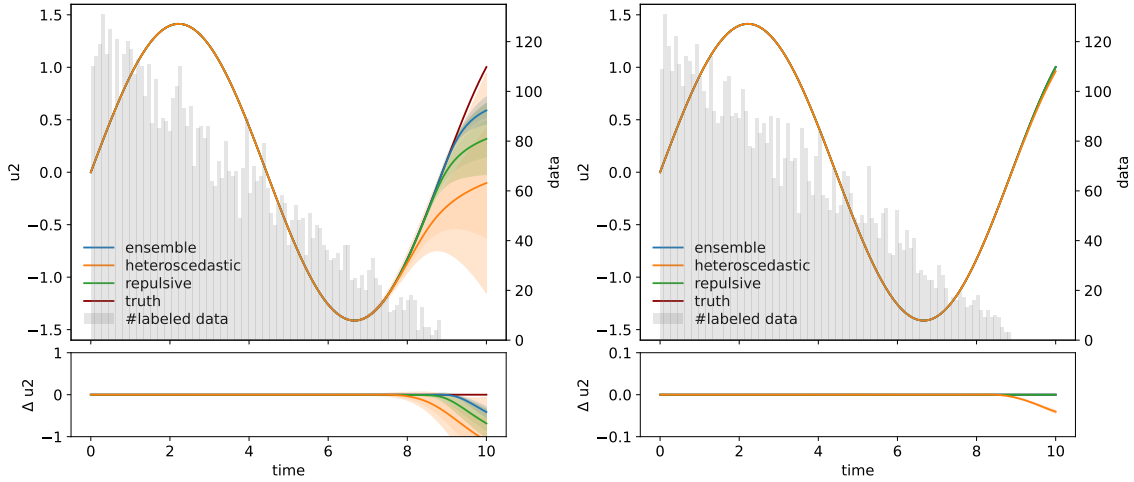 1.5
1.0
0.5
0.0
−0.5
−1.0
−1.5
u2
120
100
80
60
40
20
0
data
ensemble
heteroscedastic
repulsive
truth
#labeled data
1
0
−1
Δ u2
0 2 4 6 8 10
time
1.5
1.0
0.5
0.0
−0.5
−1.0
−1.5
u2
120
100
80
60
40
20
0
data
ensemble
heteroscedastic
repulsive
truth
#labeled data
0.1
0.0
−0.1
Δ u2
0 2 4 6 8 10
time